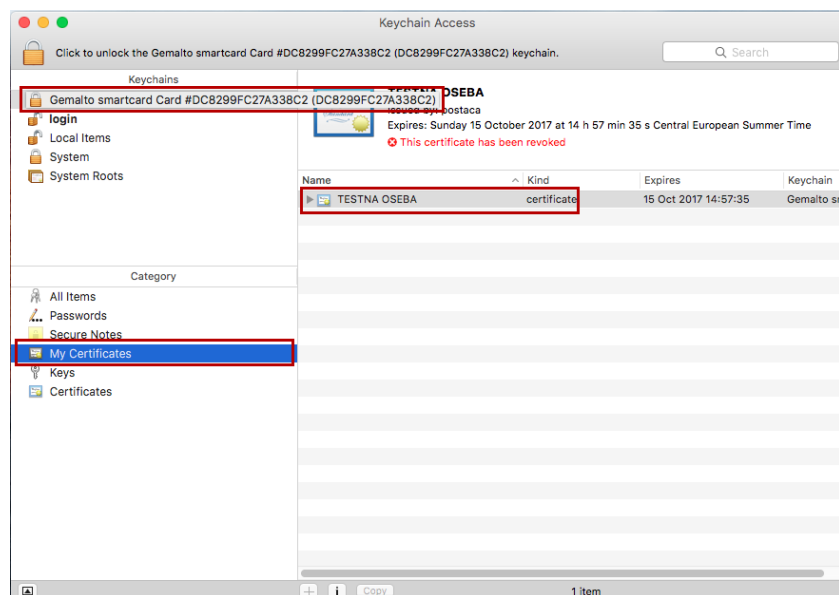 Keychain Access
Click to unlock the Gemalto smartcard Card #DC8299FC27A338C2 (DC8299FC27A338C2) keychain.
Search
Keychains
Gemalto smartcard Card #DC8299FC27A338C2 (DC8299FC27A338C2)
login
Local Items
System
System Roots
TESTNA OSEBA
Issued by: postaca
Expires: Sunday 15 October 2017 at 14 h 57 min 35 s Central European Summer Time
This certificate has been revoked
Name Kind Expires Keychain
TESTNA OSEBA certificate 15 Oct 2017 14:57:35 Gemalto
Category
All Items
Passwords
Secure Notes
My Certificates
Keys
Certificates
Copy
1 item